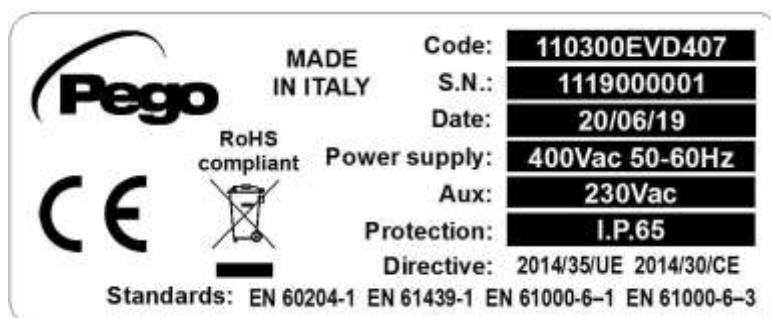 Pego
MADE
IN ITALY
RoHS
compliant
CE
Code: 110300EVD407
S.N.: 1119000001
Date: 20/06/19
Power supply: 400Vac 50-60Hz
Aux: 230Vac
Protection: I.P.65
Directive: 2014/35/UE 2014/30/CE
Standards: EN 60204-1 EN 61439-1 EN 61000-6–1 EN 61000-6–3